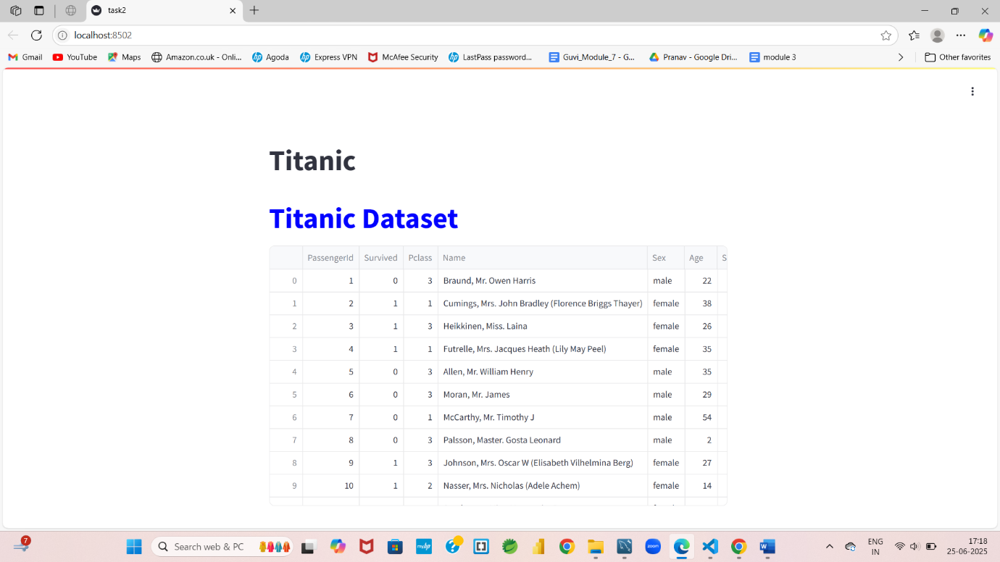 task2
localhost:8502
Gmail YouTube Maps Amazon.co.uk - Onli... Agoda Express VPN McAfee Security LastPass password... Guvi_Module_7 - G... Pranav - Google Dri... module 3 Other favorites
Titanic
Titanic Dataset
PassengerId Survived Pclass Name Sex Age S
0 1 0 3 Braund, Mr. Owen Harris male 22
1 2 1 1 Cumings, Mrs. John Bradley (Florence Briggs Thayer) female 38
2 3 1 3 Heikkinen, Miss. Laina female 26
3 4 1 1 Futrelle, Mrs. Jacques Heath (Lily May Peel) female 35
4 5 0 3 Allen, Mr. William Henry male 35
5 6 0 3 Moran, Mr. James male 29
6 7 0 1 McCarthy, Mr. Timothy J male 54
7 8 0 3 Palsson, Master. Gosta Leonard male 2
8 9 1 3 Johnson, Mrs. Oscar W (Elisabeth Vilhelmina Berg) female 27
9 10 1 2 Nasser, Mrs. Nicholas (Adele Achem) female 14
7 Search web & PC myhp zoom ENG 17:18
IN 25-06-2025